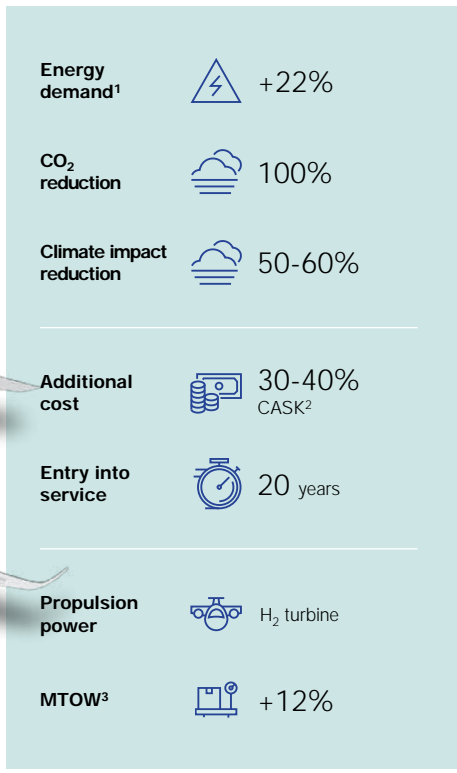 Energy
demand¹
+22%
CO₂
reduction
100%
Climate impact
reduction
50-60%
Additional
cost
30-40%
CASK²
Entry into
service
20 years
Propulsion
power
H₂ turbine
MTOW³
+12%